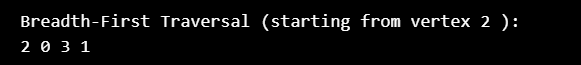 Breadth-First Traversal (starting from vertex 2 ):
2 0 3 1